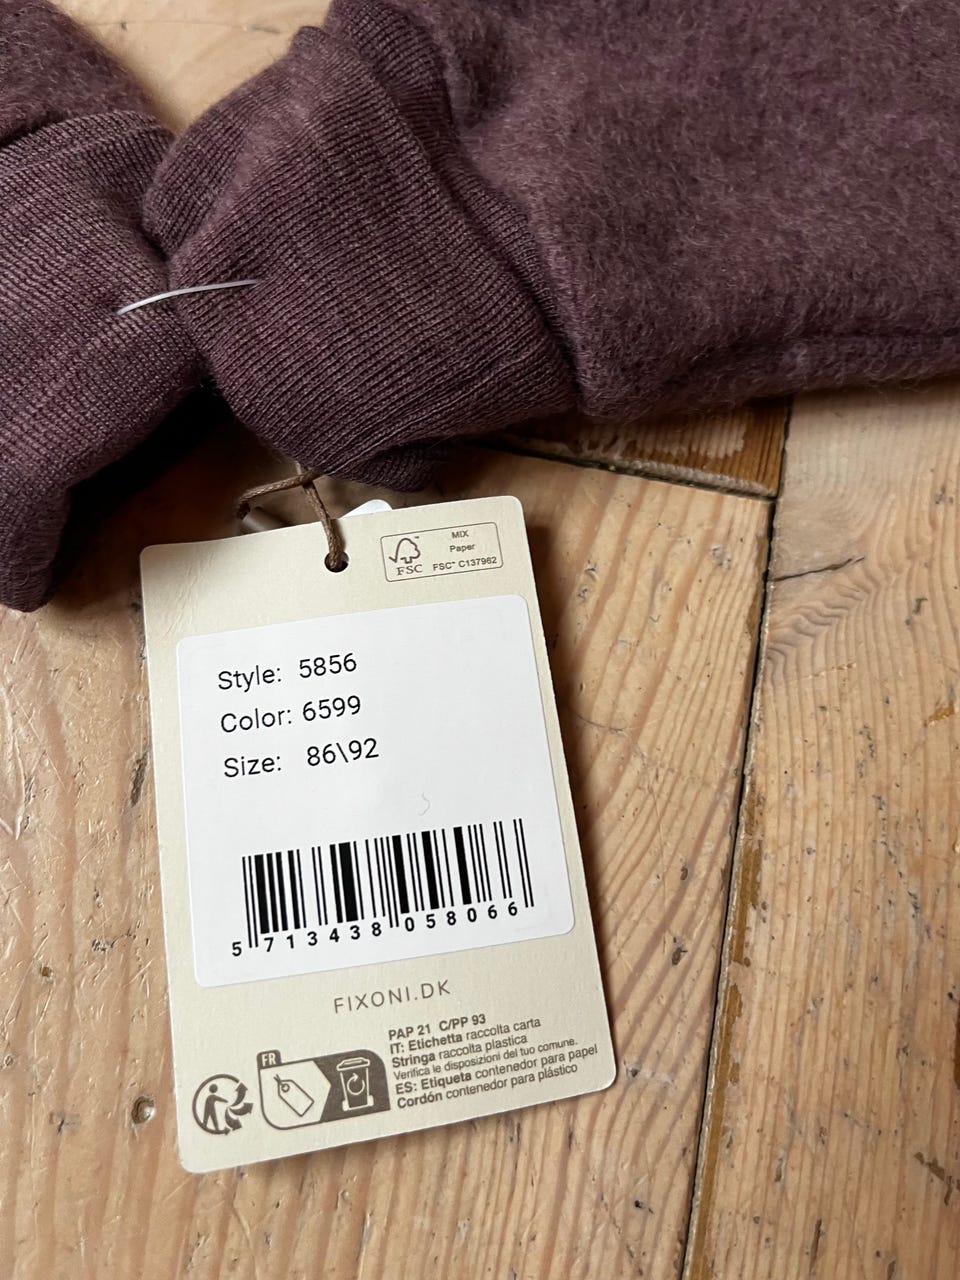 MIX
Paper
FSC™ C137962
FSC
Style: 5856
Color: 6599
Size: 86\92
5 713438 058066
FIXONI.DK
PAP 21 C/PP 93
IT: Etichetta raccolta carta
Stringa raccolta plastica
Verifica le disposizioni del tuo comune.
ES: Etiqueta contenedor para papel
Cordón contenedor para plástico
FR